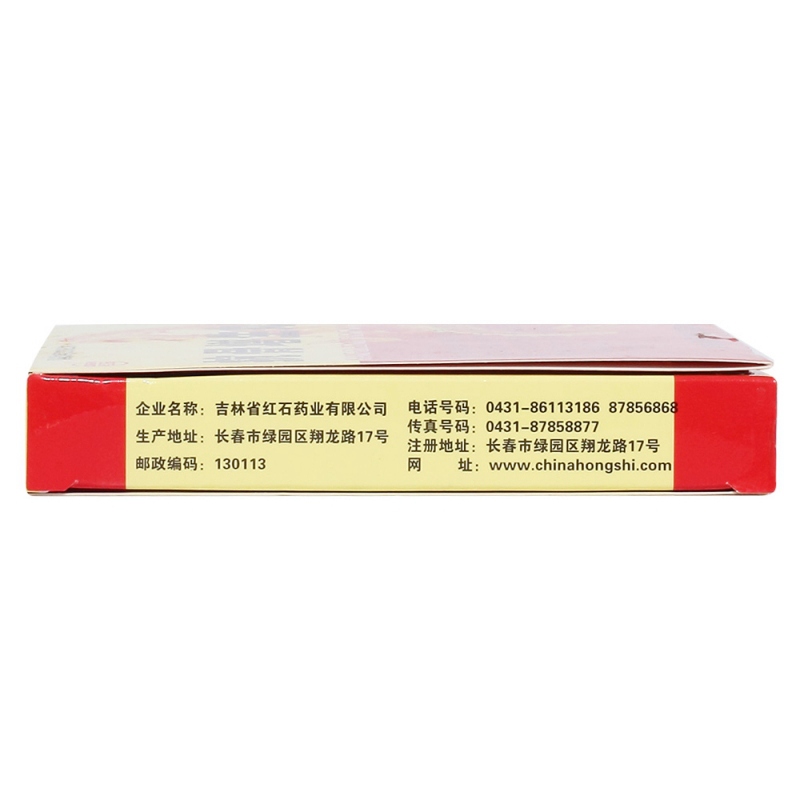 企业名称：吉林省红石药业有限公司
生产地址：长春市绿园区翔龙路17号
邮政编码：130113
电话号码：0431-86113186 87856868
传真号码：0431-87858877
注册地址：长春市绿园区翔龙路17号
网 址：www.chinahongshi.com